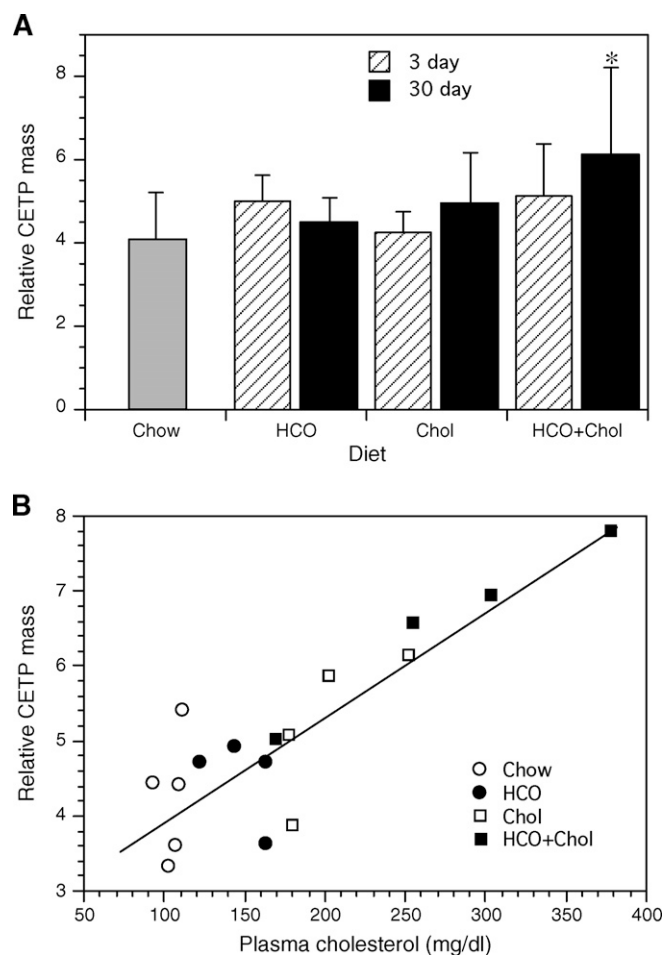 A
3 day
30 day
*
Relative CETP mass
8
6
4
2
0
Chow HCO Chol HCO+Chol
Diet
B
Relative CETP mass
8
7
6
5
4
3
Chow
HCO
Chol
HCO+Chol
50 100 150 200 250 300 350 400
Plasma cholesterol (mg/dl)